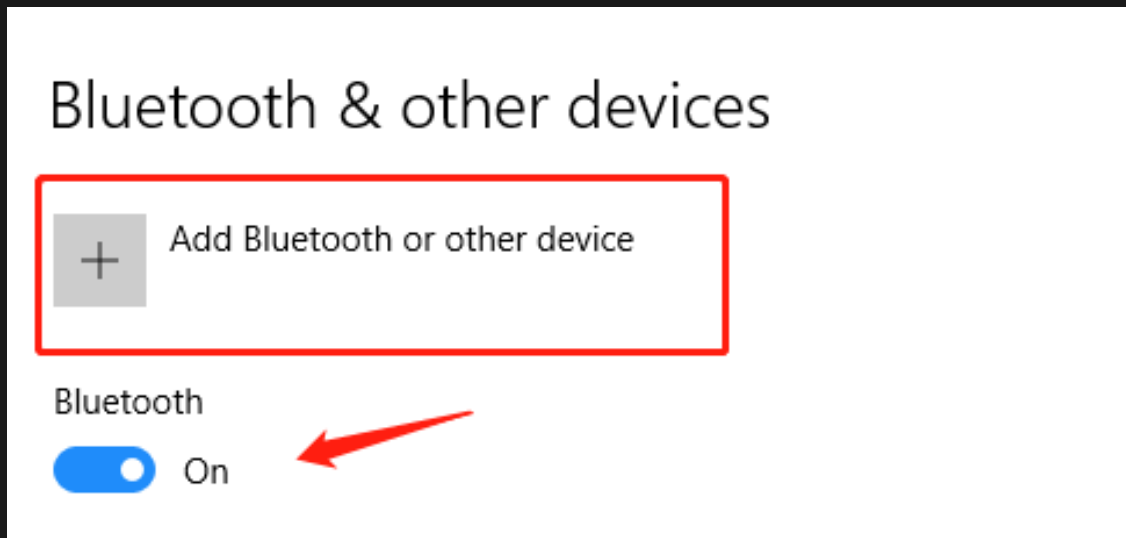 Bluetooth & other devices
Add Bluetooth or other device
Bluetooth
On